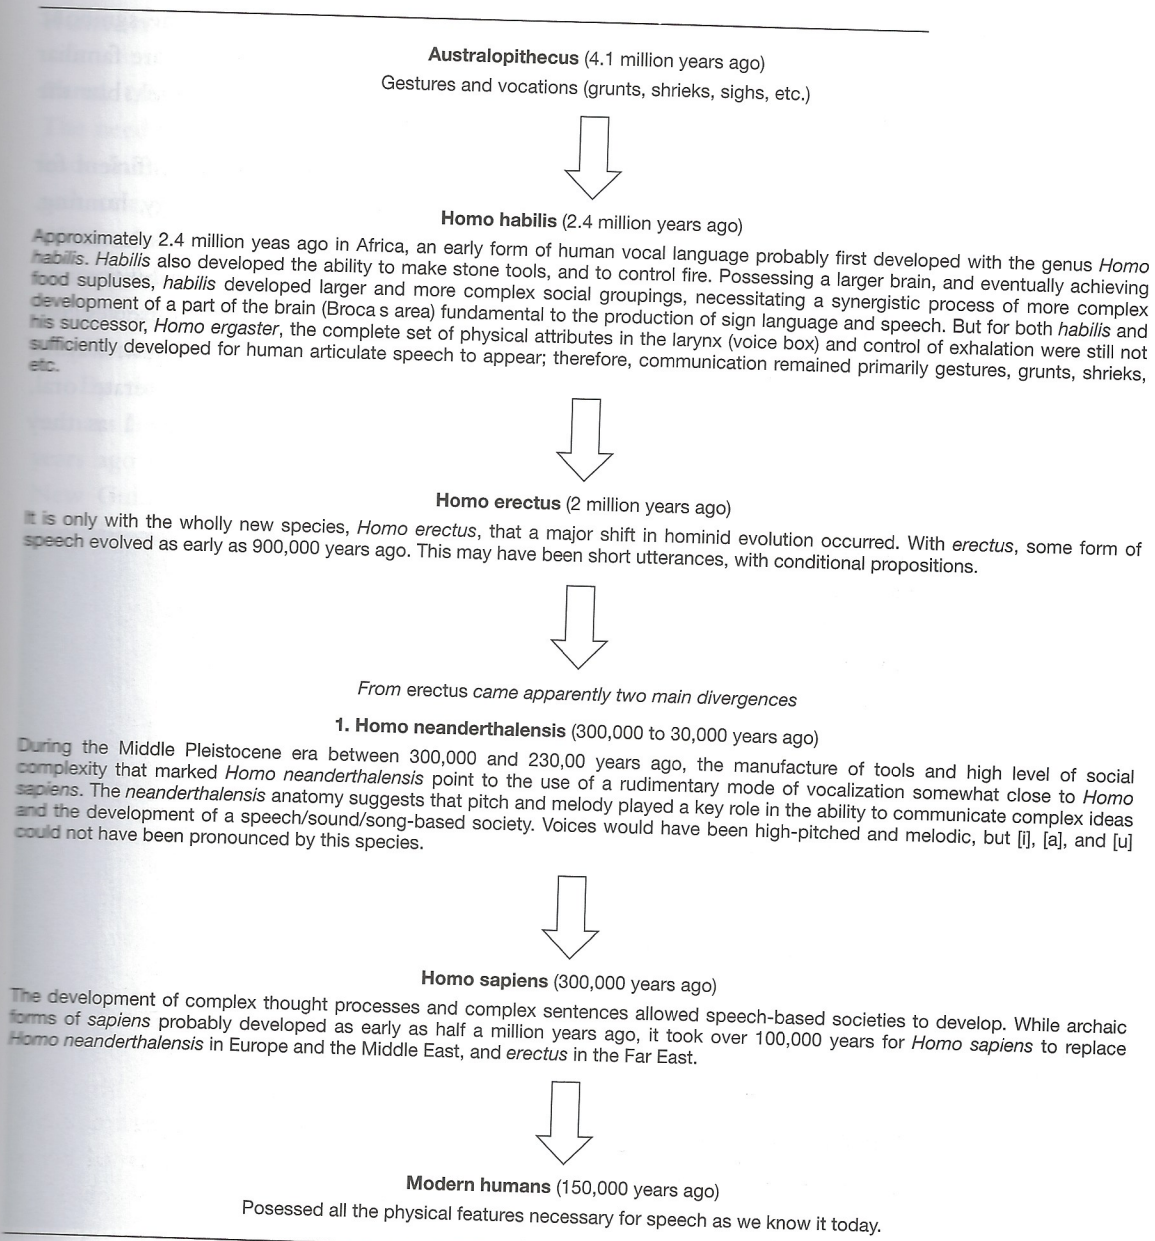 Australopithecus (4.1 million years ago)
Gestures and vocations (grunts, shrieks, sighs, etc.)
Homo habilis (2.4 million years ago)
Approximately 2.4 million yeas ago in Africa, an early form of human vocal language probably first developed with the genus Homo
habilis. Habilis also developed the ability to make stone tools, and to control fire. Possessing a larger brain, and eventually achieving
food supluses, habilis developed larger and more complex social groupings, necessitating a synergistic process of more complex
development of a part of the brain (Broca s area) fundamental to the production of sign language and speech. But for both habilis and
his successor, Homo ergaster, the complete set of physical attributes in the larynx (voice box) and control of exhalation were still not
sufficiently developed for human articulate speech to appear; therefore, communication remained primarily gestures, grunts, shrieks,
etc.
Homo erectus (2 million years ago)
It is only with the wholly new species, Homo erectus, that a major shift in hominid evolution occurred. With erectus, some form of
speech evolved as early as 900,000 years ago. This may have been short utterances, with conditional propositions.
From erectus came apparently two main divergences
1. Homo neanderthalensis (300,000 to 30,000 years ago)
During the Middle Pleistocene era between 300,000 and 230,00 years ago, the manufacture of tools and high level of social
complexity that marked Homo neanderthalensis point to the use of a rudimentary mode of vocalization somewhat close to Homo
sapiens. The neanderthalensis anatomy suggests that pitch and melody played a key role in the ability to communicate complex ideas
and the development of a speech/sound/song-based society. Voices would have been high-pitched and melodic, but [i], [a], and [u]
could not have been pronounced by this species.
Homo sapiens (300,000 years ago)
The development of complex thought processes and complex sentences allowed speech-based societies to develop. While archaic
forms of sapiens probably developed as early as half a million years ago, it took over 100,000 years for Homo sapiens to replace
Homo neanderthalensis in Europe and the Middle East, and erectus in the Far East.
Modern humans (150,000 years ago)
Posessed all the physical features necessary for speech as we know it today.